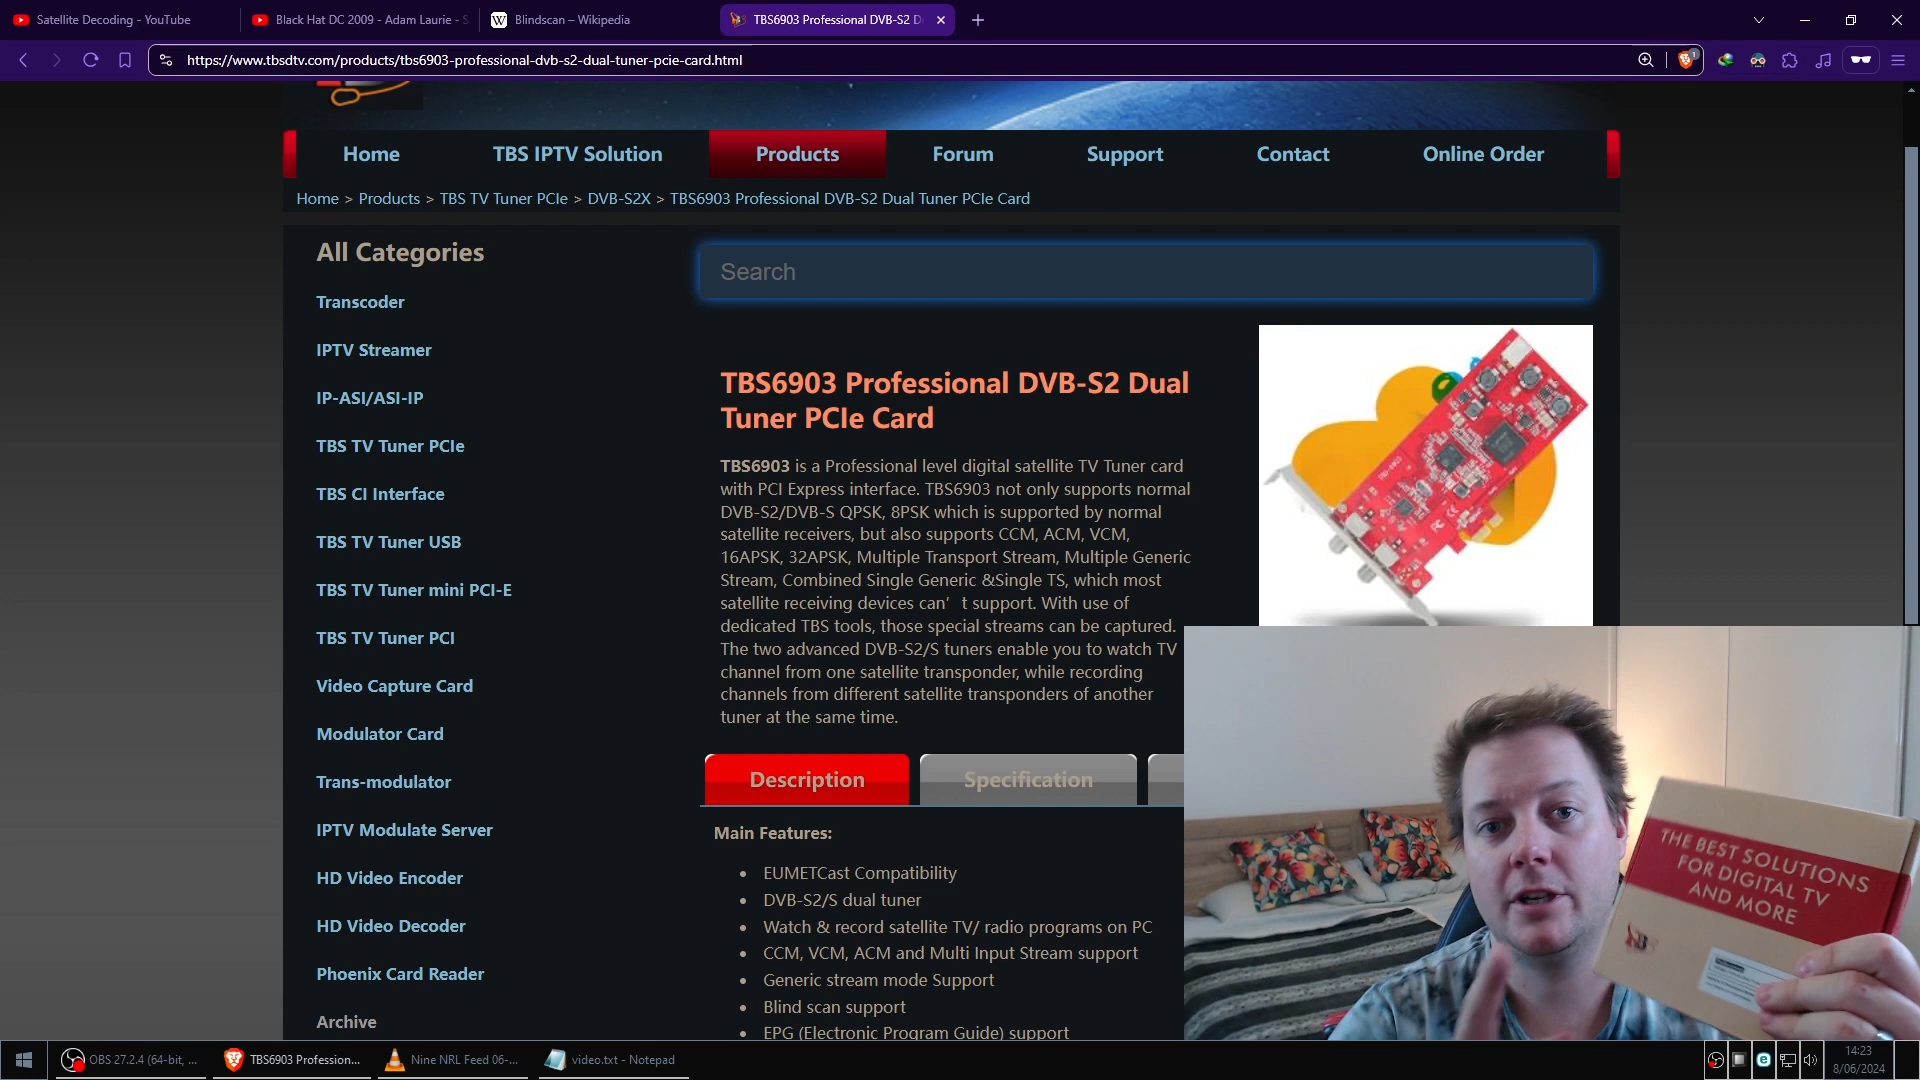 Satellite Decoding - YouTube
Black Hat DC 2009 - Adam Laurie - S
Blindscan – Wikipedia
TBS6903 Professional DVB-S2 D
https://www.tbsdtv.com/products/tbs6903-professional-dvb-s2-dual-tuner-pcie-card.html
Home
TBS IPTV Solution
Products
Forum
Support
Contact
Online Order
Home > Products > TBS TV Tuner PCIe > DVB-S2X > TBS6903 Professional DVB-S2 Dual Tuner PCIe Card
All Categories
Transcoder
IPTV Streamer
IP-ASI/ASI-IP
TBS TV Tuner PCIe
TBS CI Interface
TBS TV Tuner USB
TBS TV Tuner mini PCI-E
TBS TV Tuner PCI
Video Capture Card
Modulator Card
Trans-modulator
IPTV Modulate Server
HD Video Encoder
HD Video Decoder
Phoenix Card Reader
Archive
Search
TBS6903 Professional DVB-S2 Dual
Tuner PCIe Card
TBS6903 is a Professional level digital satellite TV Tuner card
with PCI Express interface. TBS6903 not only supports normal
DVB-S2/DVB-S QPSK, 8PSK which is supported by normal
satellite receivers, but also supports CCM, ACM, VCM,
16APSK, 32APSK, Multiple Transport Stream, Multiple Generic
Stream, Combined Single Generic &Single TS, which most
satellite receiving devices can’t support. With use of
dedicated TBS tools, those special streams can be captured.
The two advanced DVB-S2/S tuners enable you to watch TV
channel from one satellite transponder, while recording
channels from different satellite transponders of another
tuner at the same time.
Description
Specification
Main Features:
• EUMETCast Compatibility
• DVB-S2/S dual tuner
• Watch & record satellite TV/ radio programs on PC
• CCM, VCM, ACM and Multi Input Stream support
• Generic stream mode Support
• Blind scan support
• EPG (Electronic Program Guide) support
THE BEST SOLUTIONS
FOR DIGITAL TV
AND MORE
OBS 27.2.4 (64-bit, ...
TBS6903 Profession...
Nine NRL Feed 06-...
video.txt - Notepad
14:23
8/06/2024